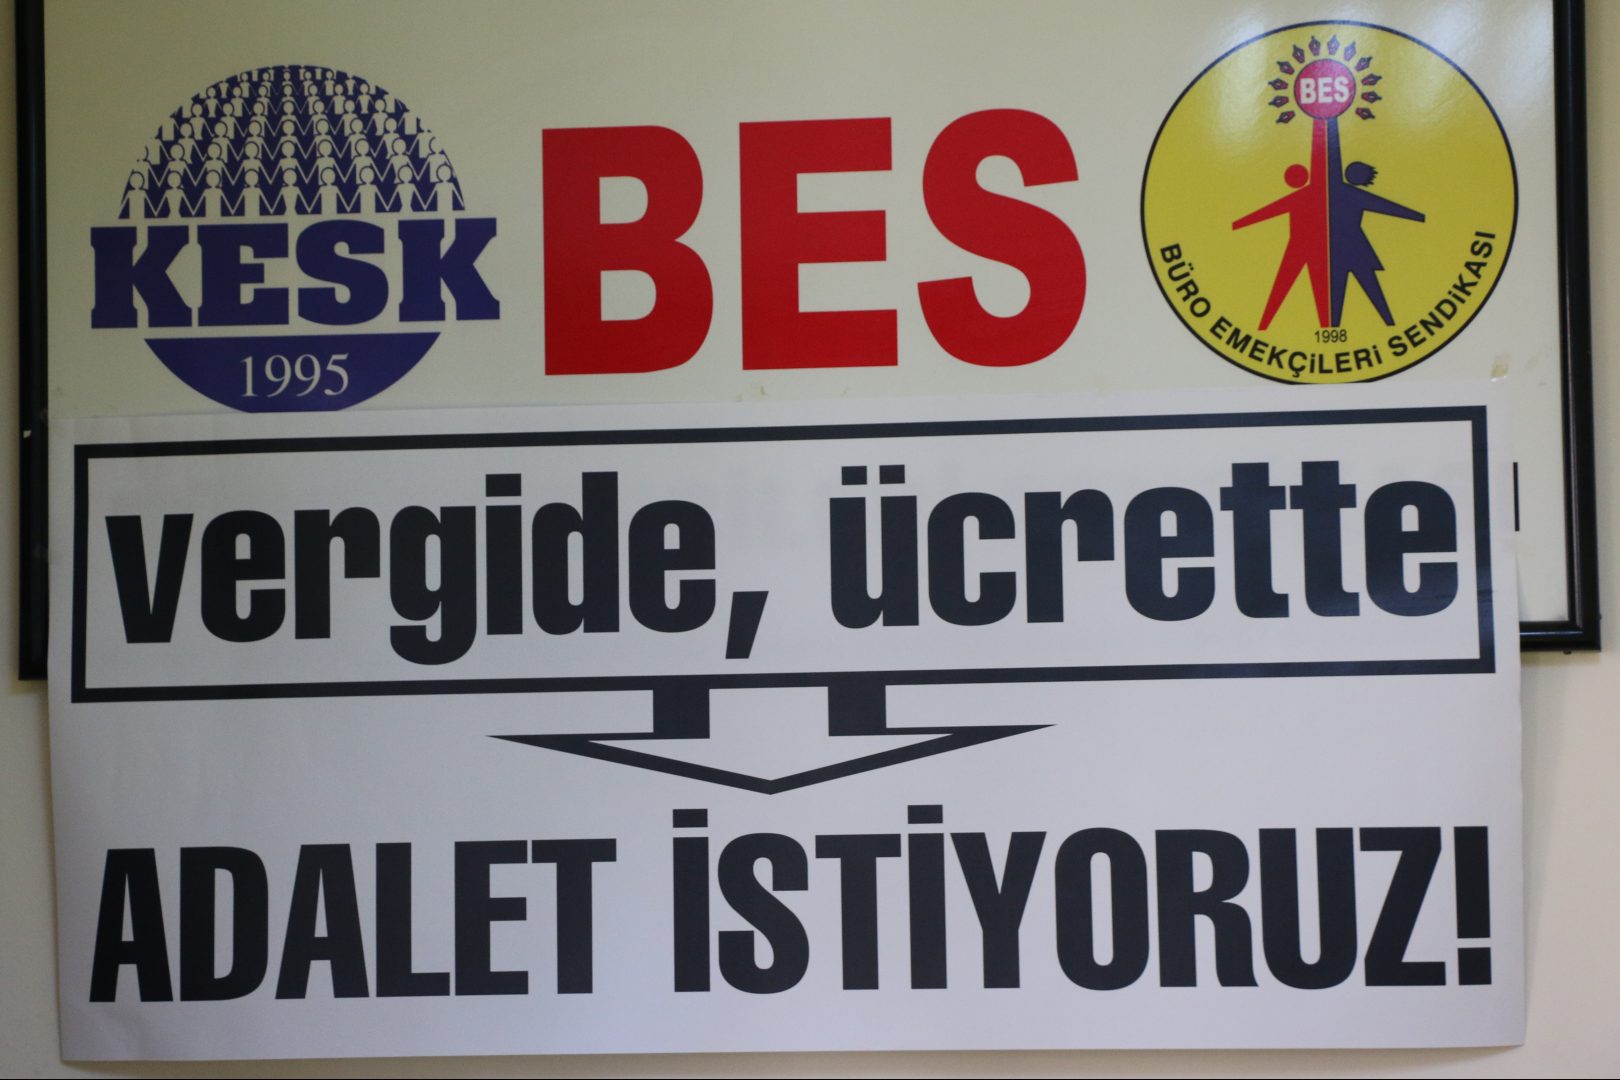 KESK
1995
BES
BES
1998
BÜRO EMEKÇİLERİ SENDİKASI
vergide, ücrette
ADALET İSTİYORUZ!